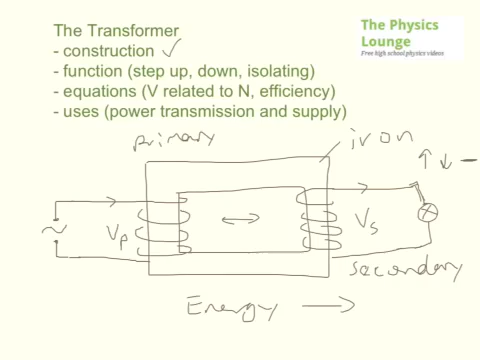 The Transformer
- construction ✓
- function (step up, down, isolating)
- equations (V related to N, efficiency)
- uses (power transmission and supply)
The Physics
Lounge
Free high school physics videos
primary
iron
↑ ↓ -
Vp
Vs
secondary
Energy →